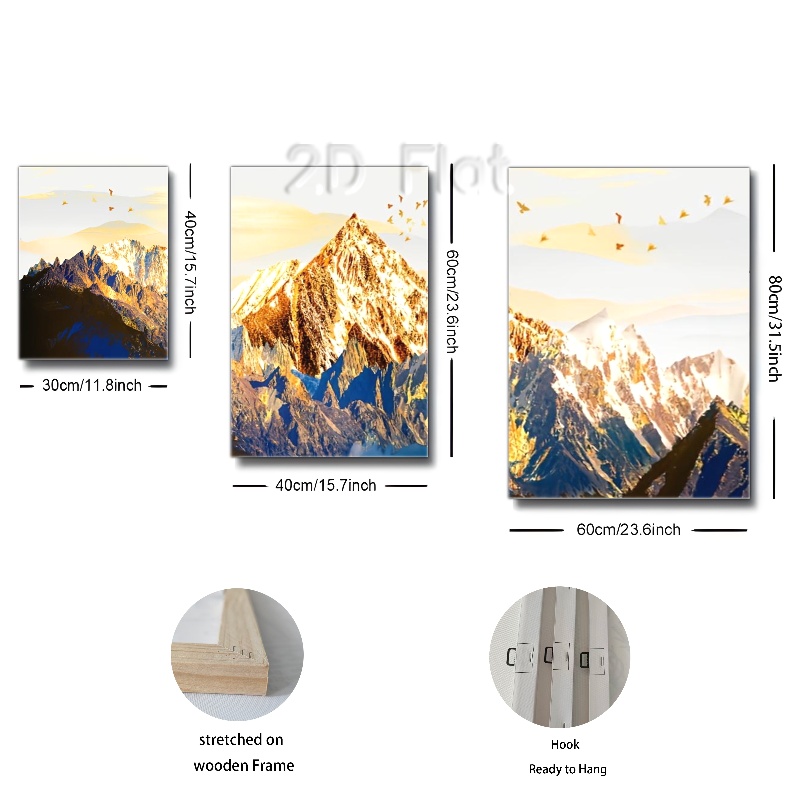 2D Flat
40cm/15.7inch
30cm/11.8inch
60cm/23.6inch
40cm/15.7inch
80cm/31.5inch
60cm/23.6inch
stretched on
wooden Frame
Hook
Ready to Hang